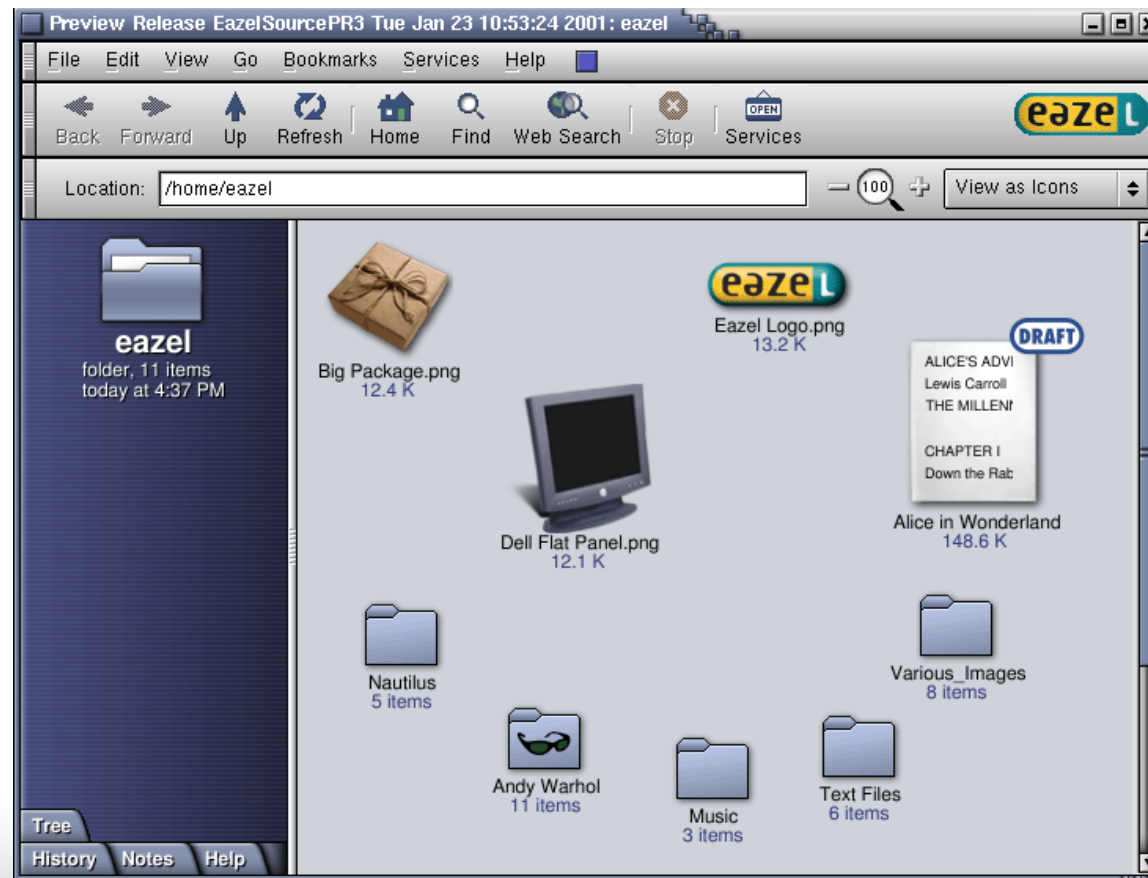 Preview Release EazelSourcePR3 Tue Jan 23 10:53:24 2001: eazel
File Edit View Go Bookmarks Services Help
OPEN
Back Forward Up Refresh Home Find Web Search Stop Services
eazel
Location: /home/eazel 100 View as Icons
eazel
folder, 11 items
today at 4:37 PM
Big Package.png
12.4 K
eazel
Eazel Logo.png
13.2 K
DRAFT
ALICE'S ADVI
Lewis Carroll
THE MILLENI
CHAPTER I
Down the Rab
Alice in Wonderland
148.6 K
Dell Flat Panel.png
12.1 K
Nautilus
5 items
Various_Images
8 items
Andy Warhol
11 items
Music
3 items
Text Files
6 items
Tree
History Notes Help